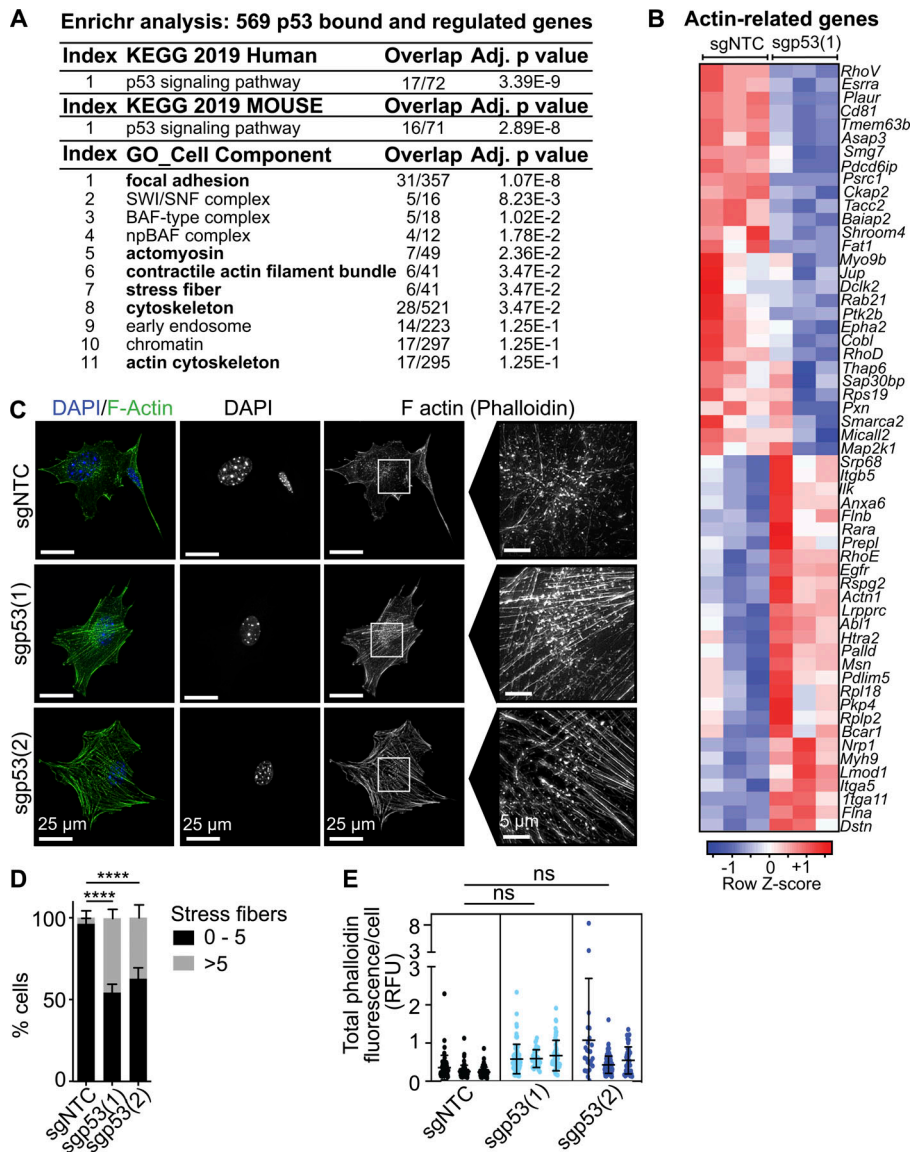 A
Enrichr analysis: 569 p53 bound and regulated genes
Index KEGG 2019 Human Overlap Adj. p value
1 p53 signaling pathway 17/72 3.39E-9
Index KEGG 2019 MOUSE Overlap Adj. p value
1 p53 signaling pathway 16/71 2.89E-8
Index GO_Cell Component Overlap Adj. p value
1 focal adhesion 31/357 1.07E-8
2 SWI/SNF complex 5/16 8.23E-3
3 BAF-type complex 5/18 1.02E-2
4 npBAF complex 4/12 1.78E-2
5 actomyosin 7/49 2.36E-2
6 contractile actin filament bundle 6/41 3.47E-2
7 stress fiber 6/41 3.47E-2
8 cytoskeleton 28/521 3.47E-2
9 early endosome 14/223 1.25E-1
10 chromatin 17/297 1.25E-1
11 actin cytoskeleton 17/295 1.25E-1
B
Actin-related genes
sgNTC sgp53(1)
RhoV
Esrra
Plaur
Cd81
Tmem63b
Asap3
Smg7
Pdcd6ip
Psrc1
Ckap2
Tacc2
Baiap2
Shroom4
Fat1
Myo9b
Jup
Dclk2
Rab21
Ptk2b
Epha2
Cobl
RhoD
Thap6
Sap30bp
Rps19
Pxn
Smarca2
Micall2
Map2k1
Srp68
Itgb5
Ilk
Anxa6
Flnb
Rara
Prepl
RhoE
Egfr
Rspg2
Actn1
Lrpprc
Abl1
Htra2
Palld
Msn
Pdlim5
Rpl18
Pkp4
Rplp2
Bcar1
Nrp1
Myh9
Lmod1
Itga5
1tga11
Flna
Dstn
-1 0 +1
Row Z-score
C
DAPI/F-Actin DAPI F actin (Phalloidin)
sgNTC
sgp53(1)
sgp53(2)
25 µm 25 µm 25 µm 5 µm
D
****
****
Stress fibers
0 - 5
>5
% cells
100
50
0
sgNTC
sgp53(1)
sgp53(2)
E
ns
ns
Total phalloidin
fluorescence/cell
(RFU)
8
3
3
2
1
0
sgNTC
sgp53(1)
sgp53(2)